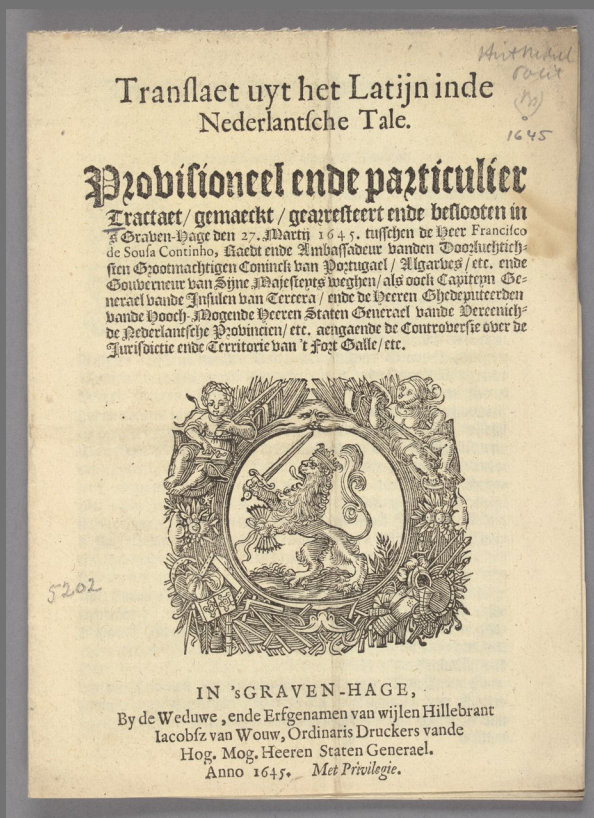 Translaet uyt het Latijn inde
Nederlantsche Tale.
Provisioneel ende particulier
Tractaet / gemaeckt / gearresteert ende beslooten in
's Graven-Hage den 27. Martij 1645. tusschen de Heer Francisco
de Sousa Continho, Raedt ende Ambassadeur vanden Doorluchtich-
sten Grootmachtigen Coninck van Portugael / Algarves / etc. ende
Gouverneur van Sijne Majesteyts weghen / als oock Capiteyn Ge-
nerael vande Insulen van Tercera / ende de Heeren Ghedeputeerden
vande Hooch-Mogende Heeren Staten Generael vande Vereenich-
de Nederlantsche Provincien / etc. aengaende de Controversie over de
Jurisdictie ende Territorie van 't Fort Galle / etc.
IN 'sGRAVEN-HAGE,
By de Weduwe, ende Erfgenamen van wijlen Hillebrant
Iacobsz van Wouw, Ordinaris Druckers vande
Hog. Mog. Heeren Staten Generael.
Anno 1645. Met Privilegie.
1645
5202